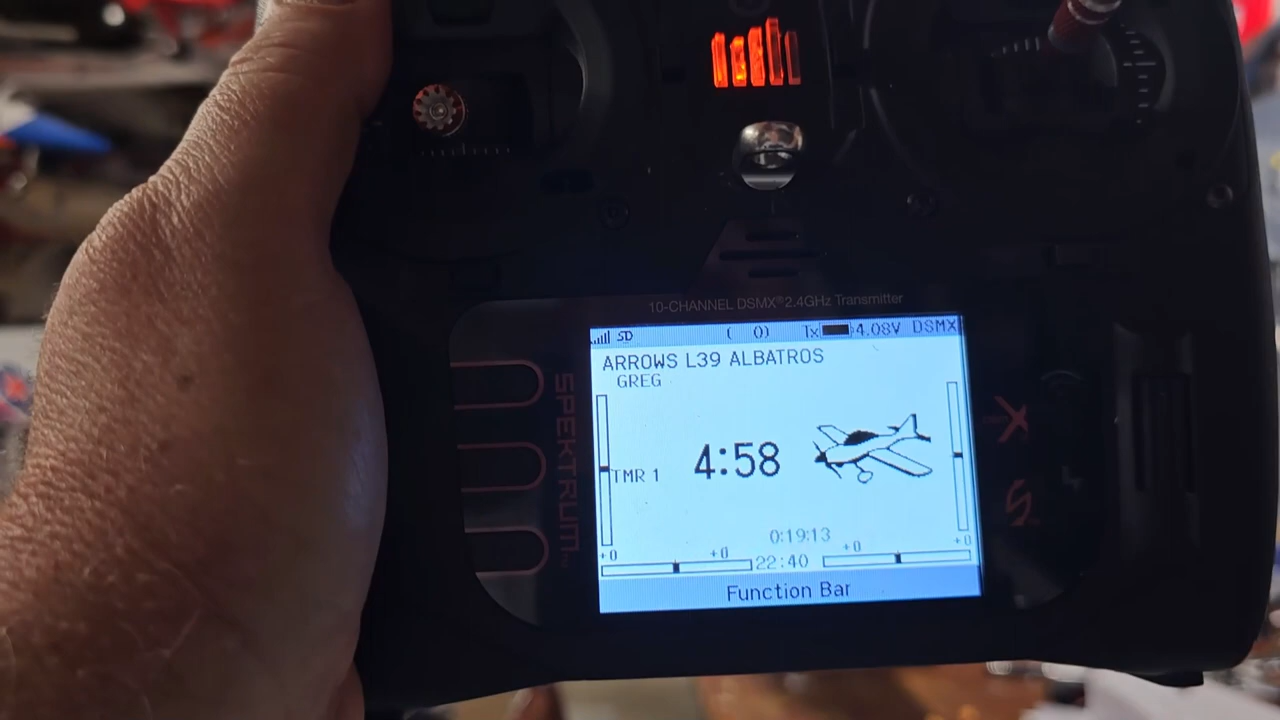 10-CHANNEL DSMX® 2.4GHz Transmitter
SD ( 0) Tx 4.08V DSMX
ARROWS L39 ALBATROS
GREG
TMR 1 4:58
0:19:13
+0 +0 +0 +0
22:40
Function Bar
SPEKTRUM